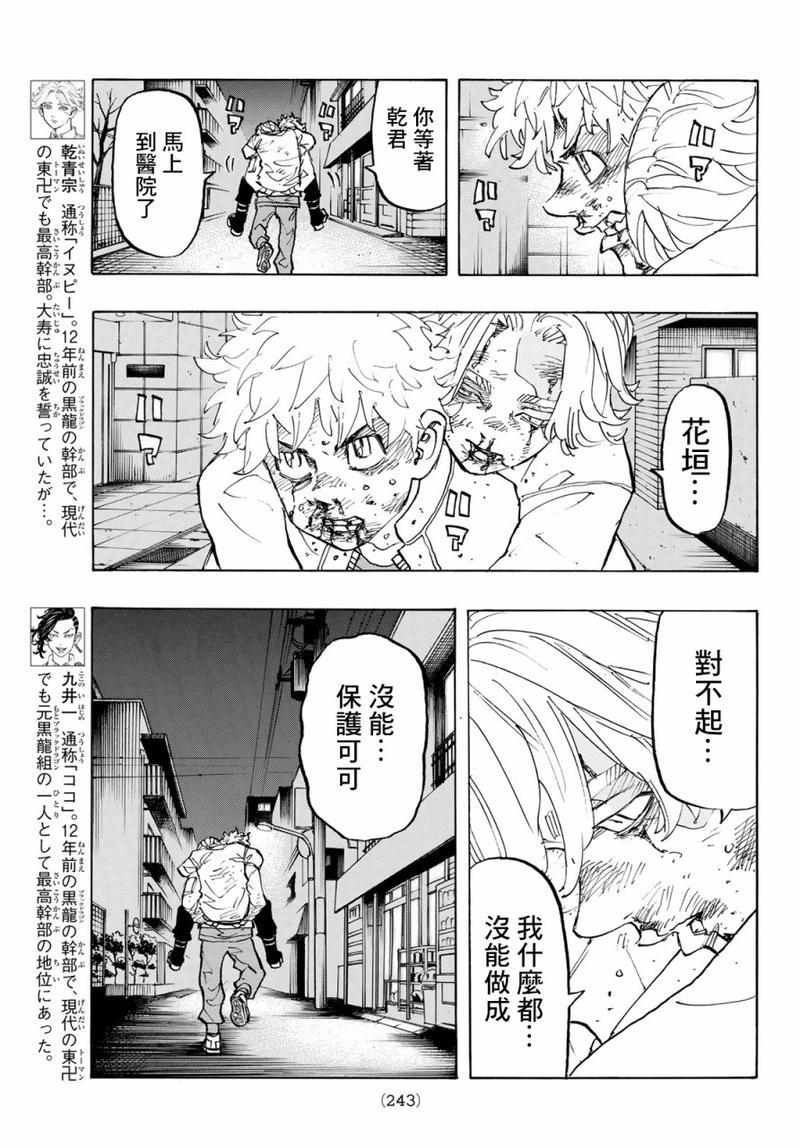 ハァ
ハァ
你等著
乾君
馬上
到醫院了
ハァ
ハァ
花垣…
ハァ
ハァ
對不起…
我什麼都…
沒能做成
沒能…
保護可可
乾青宗 通称「イヌピー」。12年前の黒龍の幹部で、現代
の東卍でも最高幹部。大寿に忠誠を誓っていたが…。
九井一 通称「ココ」。12年前の黒龍の幹部で、現代の東卍
でも元黒龍組の一人として最高幹部の地位にあった。
(243)